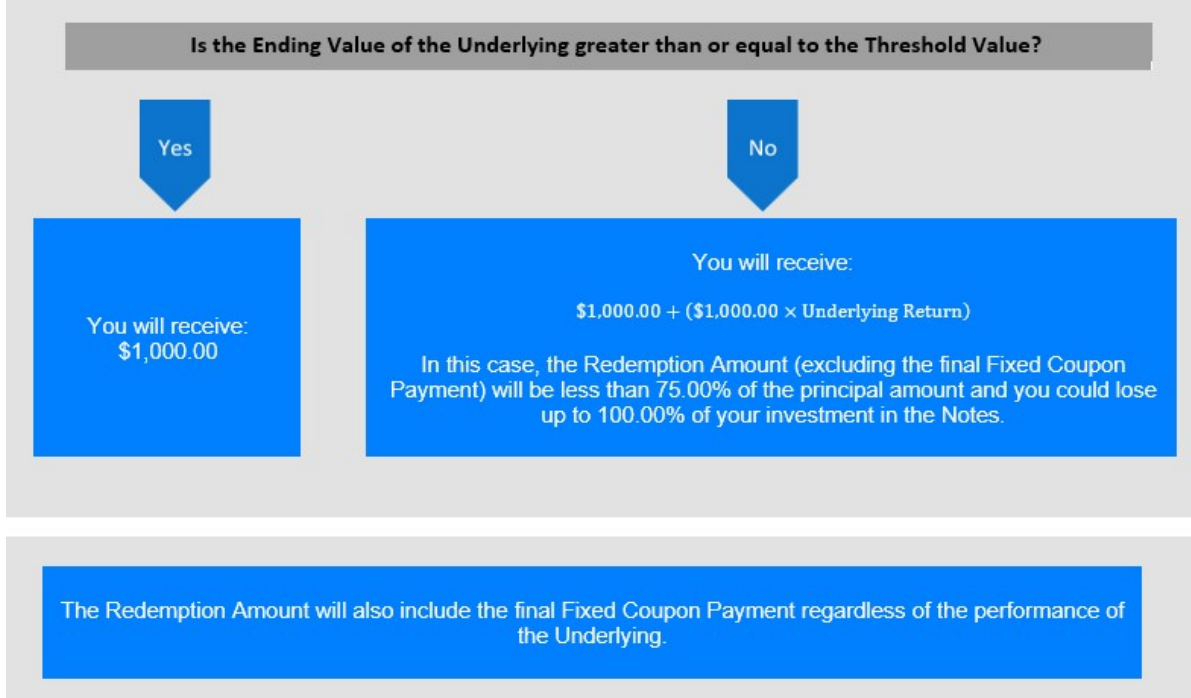 Is the Ending Value of the Underlying greater than or equal to the Threshold Value?
Yes
No
You will receive:
$1,000.00
You will receive:
$1,000.00 + ($1,000.00 × Underlying Return)
In this case, the Redemption Amount (excluding the final Fixed Coupon
Payment) will be less than 75.00% of the principal amount and you could lose
up to 100.00% of your investment in the Notes.
The Redemption Amount will also include the final Fixed Coupon Payment regardless of the performance of
the Underlying.